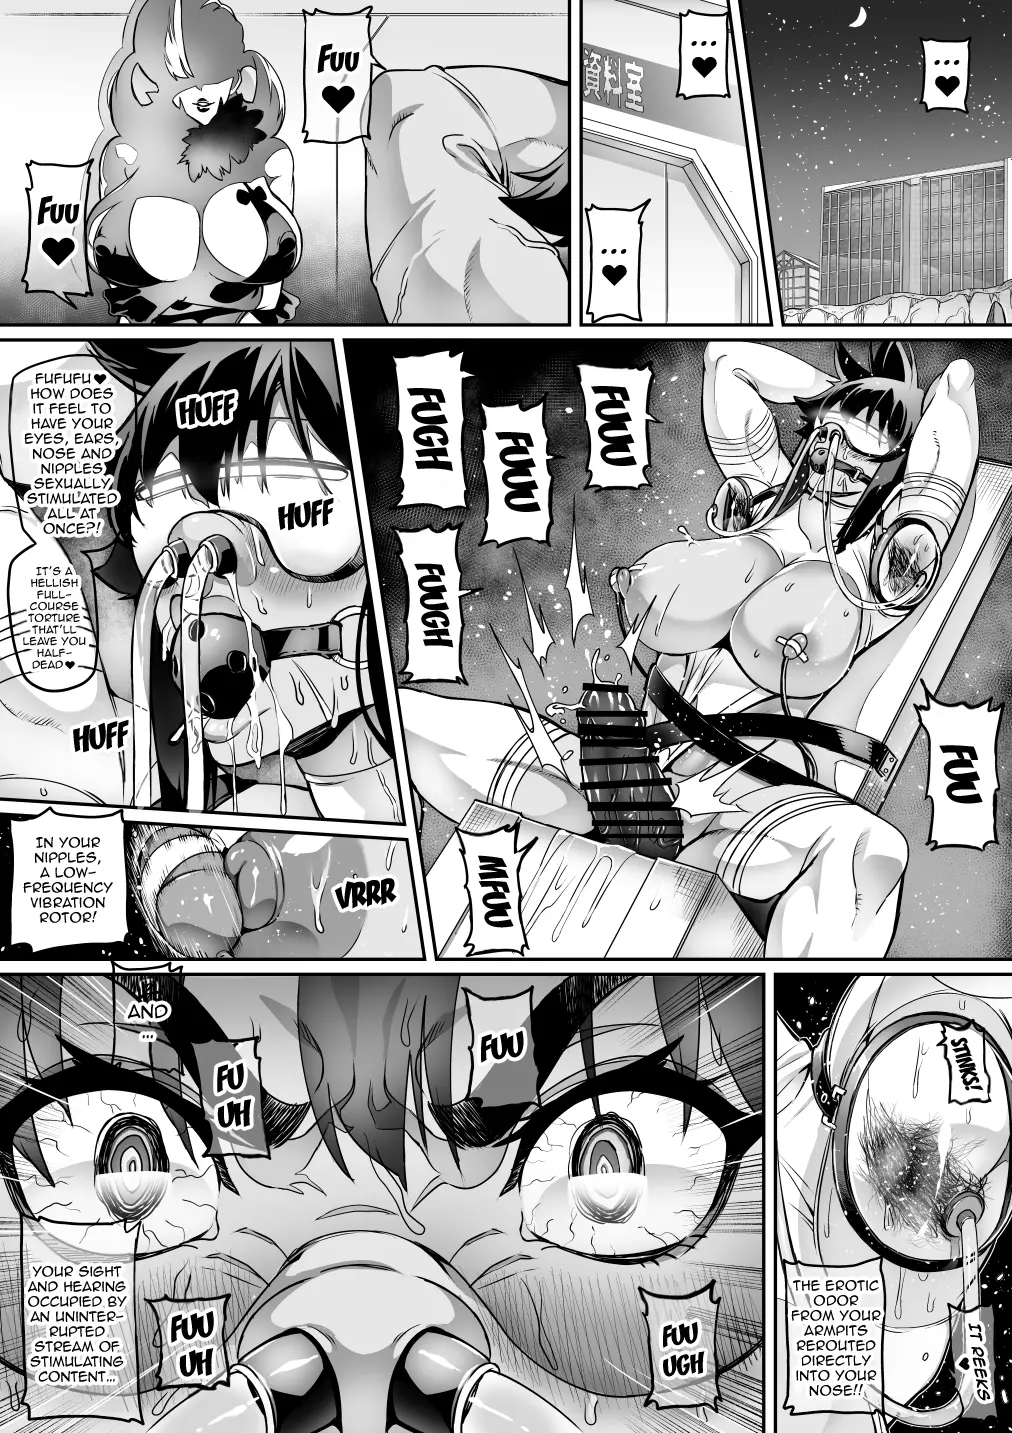 ...♥
...♥
資料室
...♥
Fuu ♥
Fuu ♥
FUUU
FUUU
FUGH
FUUGH
FUU
MFUU
HUFF
HUFF
HUFF
FUFUFU♥
HOW DOES
IT FEEL TO
HAVE YOUR
EYES, EARS,
NOSE AND
NIPPLES
SEXUALLY
STIMULATED
ALL AT
ONCE?!
IT'S A
HELLISH
FULL-
COURSE
TORTURE
THAT'LL
LEAVE YOU
HALF-
DEAD♥
IN YOUR
NIPPLES,
A LOW-
FREQUENCY
VIBRATION
ROTOR!
VRRR
STINKS!
THE EROTIC
ODOR
FROM YOUR
ARMPITS
REROUTED
DIRECTLY
INTO YOUR
NOSE!!
IT REEKS
♥
AND
...
FUU
FU
UH
YOUR SIGHT
AND HEARING
OCCUPIED BY
AN UNINTER-
RUPTED
STREAM OF
STIMULATING
CONTENT...
FUU
UH
FUU
UGH